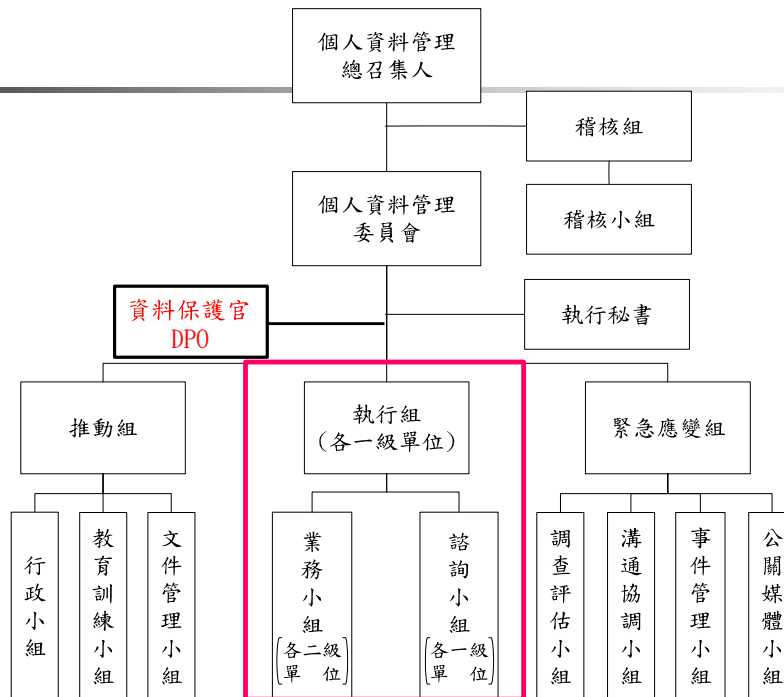 個人資料管理
總召集人
稽核組
個人資料管理
委員會
稽核小組
資料保護官
DPO
執行秘書
推動組
執行組
(各一級單位)
緊急應變組
行政小組
教育訓練小組
文件管理小組
業務小組
(各二級
單 位)
諮詢小組
(各一級
單 位)
調查評估小組
溝通協調小組
事件管理小組
公關媒體小組